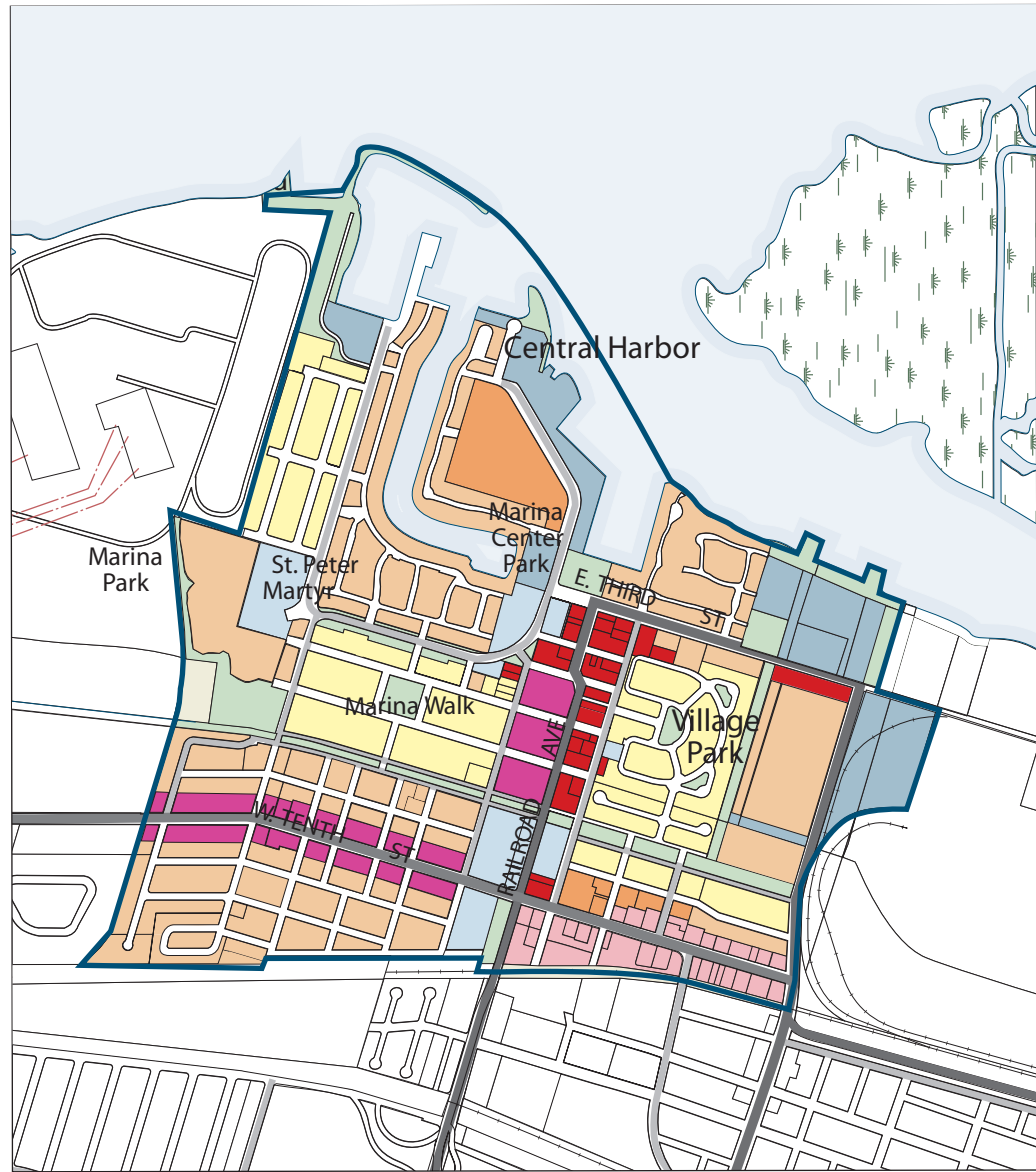 Central Harbor
Marina
Center
Park
Marina
Park
St. Peter
Martyr
E. THIRD
ST
Marina Walk
AVE
Village
Park
W. TENTH
ST
RAILROAD